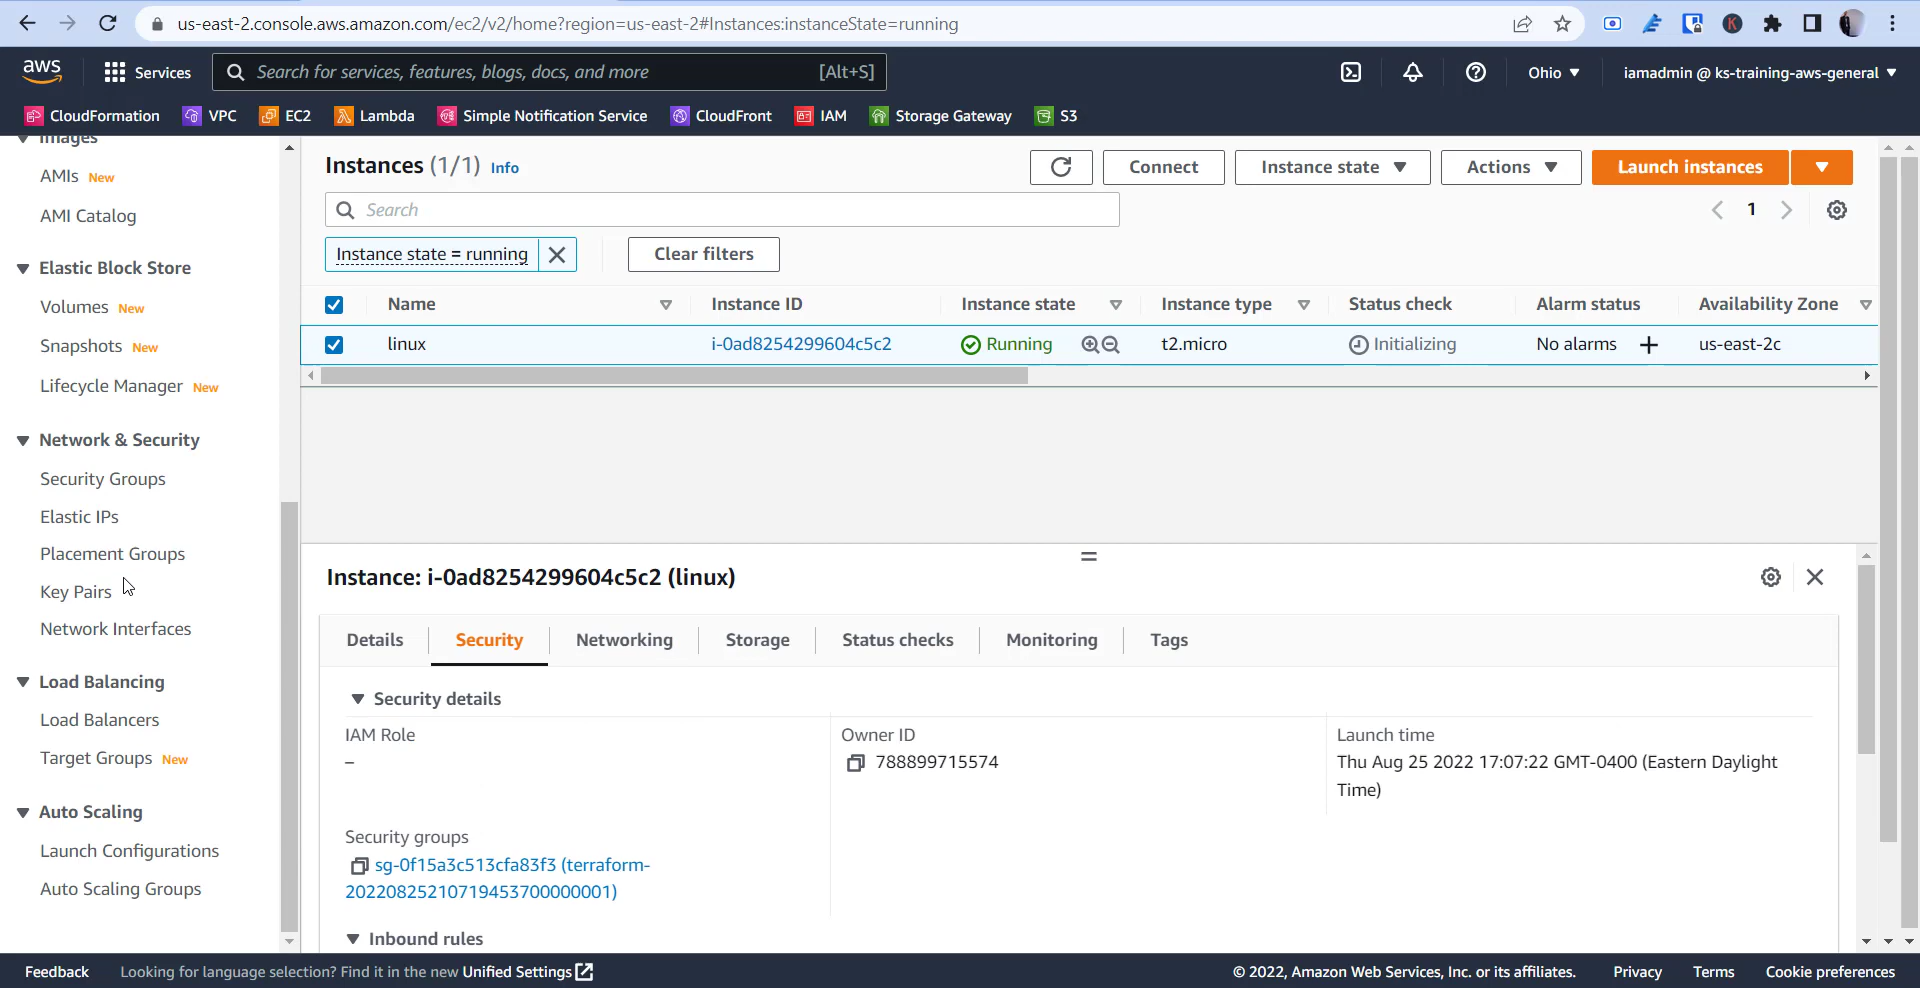 us-east-2.console.aws.amazon.com/ec2/v2/home?region=us-east-2#Instances:instanceState=running
K
aws
Services
Search for services, features, blogs, docs, and more
[Alt+S]
Ohio
iamadmin @ ks-training-aws-general
CloudFormation
VPC
EC2
Lambda
Simple Notification Service
CloudFront
IAM
Storage Gateway
S3
Images
AMIs New
AMI Catalog
Elastic Block Store
Volumes New
Snapshots New
Lifecycle Manager New
Network & Security
Security Groups
Elastic IPs
Placement Groups
Key Pairs
Network Interfaces
Load Balancing
Load Balancers
Target Groups New
Auto Scaling
Launch Configurations
Auto Scaling Groups
Instances (1/1) Info
Connect
Instance state
Actions
Launch instances
Search
1
Instance state = running
Clear filters
Name
Instance ID
Instance state
Instance type
Status check
Alarm status
Availability Zone
linux
i-0ad8254299604c5c2
Running
t2.micro
Initializing
No alarms
us-east-2c
Instance: i-0ad8254299604c5c2 (linux)
Details
Security
Networking
Storage
Status checks
Monitoring
Tags
Security details
IAM Role
–
Owner ID
788899715574
Launch time
Thu Aug 25 2022 17:07:22 GMT-0400 (Eastern Daylight
Time)
Security groups
sg-0f15a3c513cfa83f3 (terraform-
20220825210719453700000001)
Inbound rules
Feedback
Looking for language selection? Find it in the new Unified Settings
© 2022, Amazon Web Services, Inc. or its affiliates.
Privacy
Terms
Cookie preferences